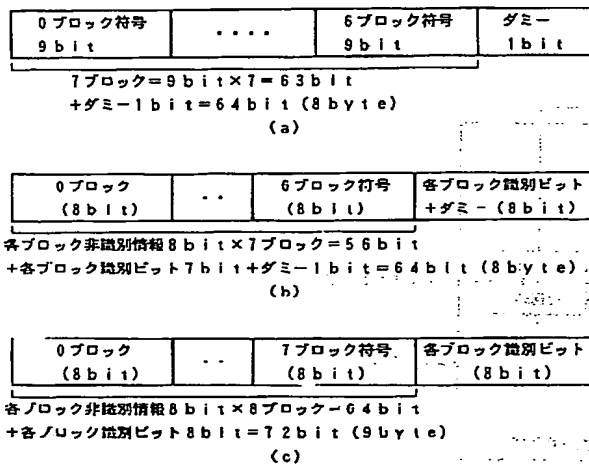 0ブロック符号 6ブロック符号 ダミー
9bit ‥‥ 9bit 1bit
7ブロック=9bit×7=63bit
+ダミー1bit=64bit(8byte)
(a)
0ブロック ‥ 6ブロック符号 各ブロック識別ビット
(8bit) (8bit) +ダミー(8bit)
各ブロック非識別情報8bit×7ブロック=56bit
+各ブロック識別ビット7bit+ダミー1bit=64bit(8byte)
(b)
0ブロック ‥ 7ブロック符号 各ブロック識別ビット
(8bit) (8bit) (8bit)
各ブロック非識別情報8bit×8ブロック=64bit
+各ブロック識別ビット8bit=72bit(9byte)
(c)